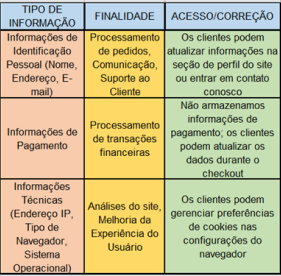 TIPO DE
INFORMAÇÃO
FINALIDADE
ACESSO/CORREÇÃO
Informações de
Identificação
Pessoal (Nome,
Endereço, E-
mail)
Processamento
de pedidos,
Comunicação,
Suporte ao
Cliente
Os clientes podem
atualizar informações na
seção de perfil do site
ou entrar em contato
conosco
Informações de
Pagamento
Processamento
de transações
financeiras
Não armazenamos
informações de
pagamento; os clientes
podem atualizar os
dados durante o
checkout
Informações
Técnicas
(Endereço IP,
Tipo de
Navegador,
Sistema
Operacional)
Análises do site,
Melhoria da
Experiência do
Usuário
Os clientes podem
gerenciar preferências
de cookies nas
configurações do
navegador